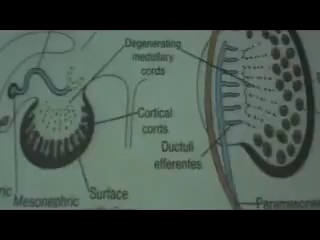 Degenerating
medullary
cords
Cortical
cords
Ductuli
efferentes
Surface
Mesonephric